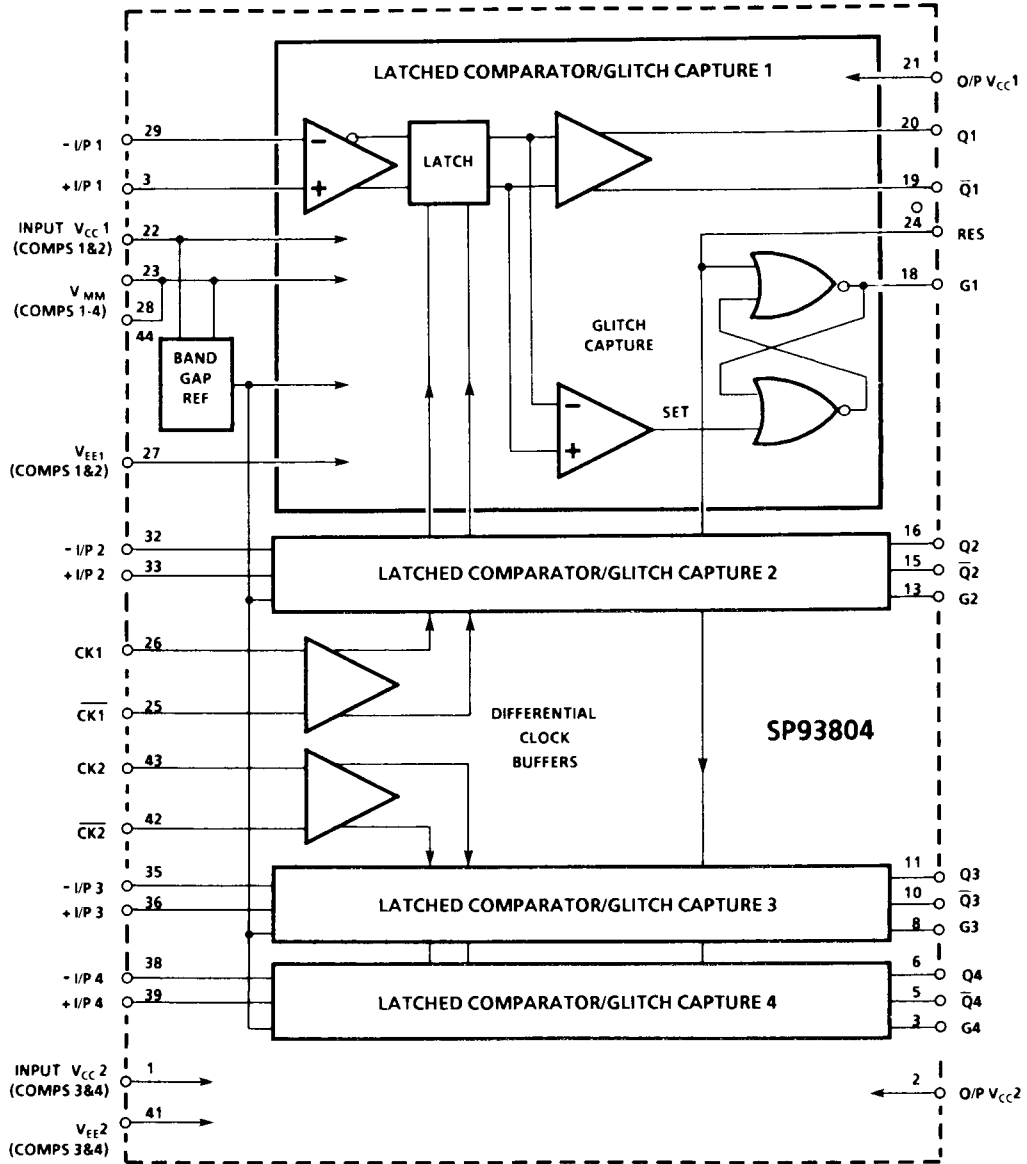 LATCHED COMPARATOR/GLITCH CAPTURE 1
21
O/P VCC1
29
- I/P 1
20
Q1
LATCH
+ I/P 1
3
19
Q̅1
INPUT VCC 1
(COMPS 1&2)
22
24
RES
23
VMM
(COMPS 1-4)
28
44
18
G1
BAND
GAP
REF
GLITCH
CAPTURE
SET
VEE1
(COMPS 1&2)
27
- I/P 2
32
+ I/P 2
33
LATCHED COMPARATOR/GLITCH CAPTURE 2
16
Q2
15
Q̅2
13
G2
CK1
26
C̅K̅1̅
25
DIFFERENTIAL
CLOCK
BUFFERS
SP93804
CK2
43
C̅K̅2̅
42
- I/P 3
35
+ I/P 3
36
LATCHED COMPARATOR/GLITCH CAPTURE 3
11
Q3
10
Q̅3
8
G3
- I/P 4
38
+ I/P 4
39
LATCHED COMPARATOR/GLITCH CAPTURE 4
6
Q4
5
Q̅4
3
G4
INPUT VCC 2
(COMPS 3&4)
1
2
O/P VCC2
VEE2
(COMPS 3&4)
41